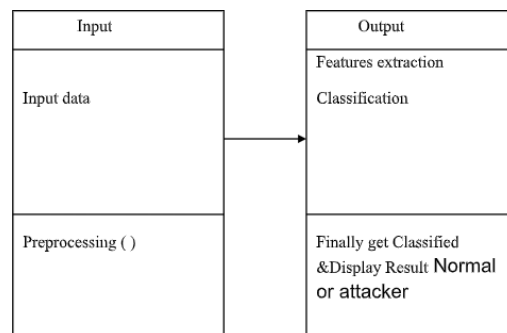 Input
Input data
Preprocessing ( )
Output
Features extraction
Classification
Finally get Classified
&Display Result Normal
or attacker